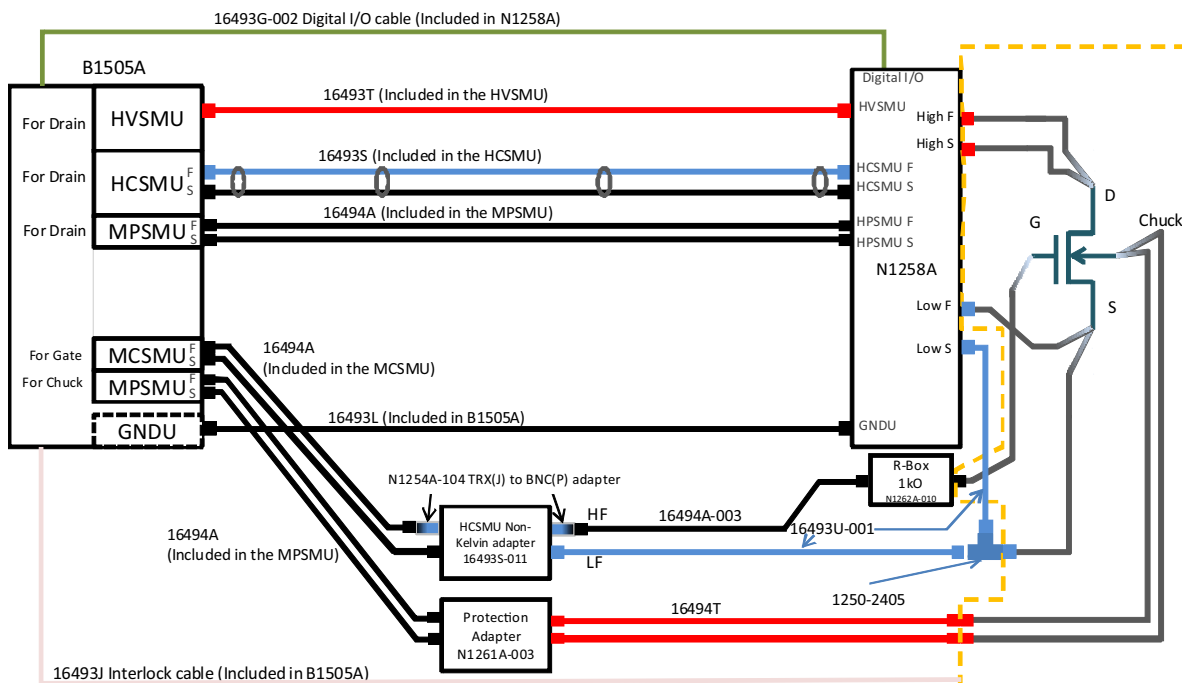 16493G-002 Digital I/O cable (Included in N1258A)
B1505A
Digital I/O
For Drain
HVSMU
16493T (Included in the HVSMU)
HVSMU
High F
High S
For Drain
HCSMU
F
S
16493S (Included in the HCSMU)
HCSMU F
HCSMU S
D
For Drain
MPSMU
F
S
16494A (Included in the MPSMU)
HPSMU F
HPSMU S
G
Chuck
N1258A
Low F
S
Low S
For Gate
MCSMU
F
S
16494A
(Included in the MCSMU)
For Chuck
MPSMU
F
S
GNDU
16493L (Included in B1505A)
GNDU
R-Box
1kO
N1262A-010
N1254A-104 TRX(J) to BNC(P) adapter
HCSMU Non-
Kelvin adapter
16493S-011
HF
LF
16494A-003
16493U-001
16494A
(Included in the MPSMU)
1250-2405
Protection
Adapter
N1261A-003
16494T
16493J Interlock cable (Included in B1505A)